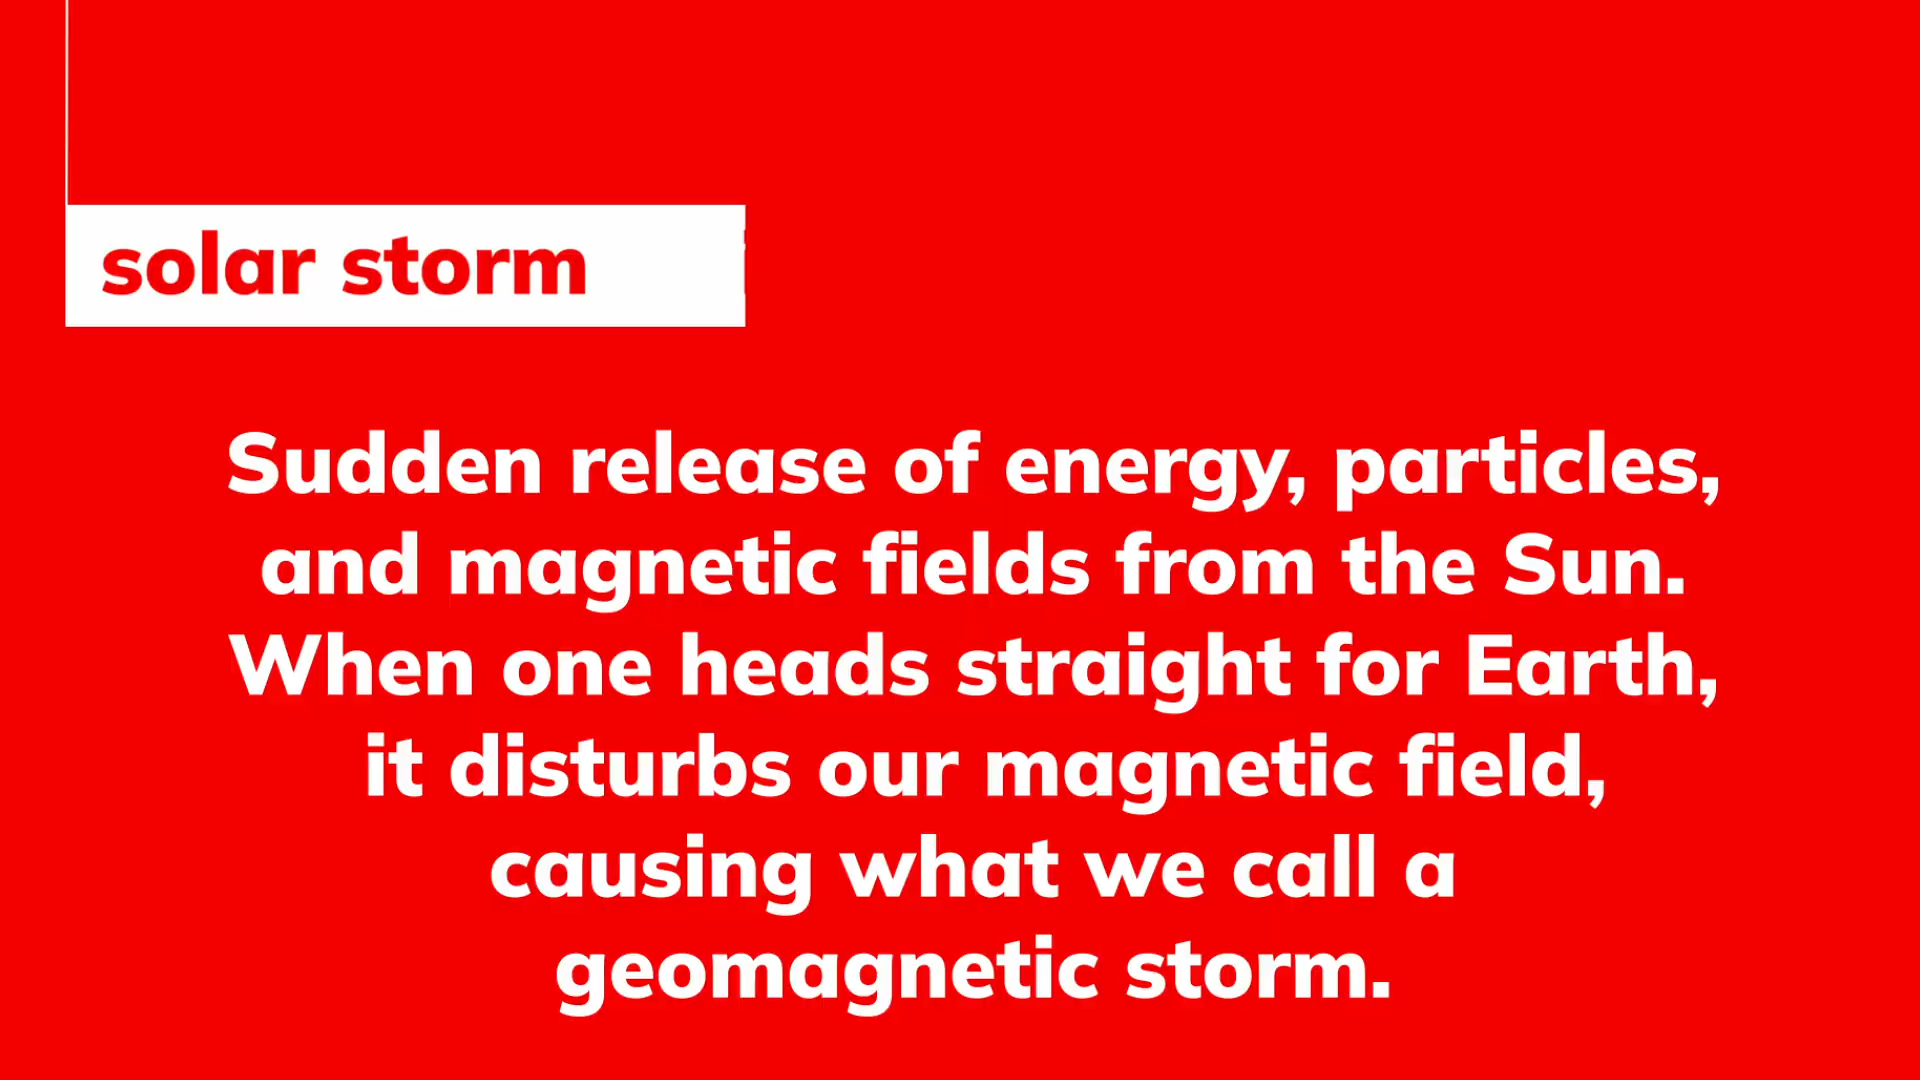 solar storm
Sudden release of energy, particles,
and magnetic fields from the Sun.
When one heads straight for Earth,
it disturbs our magnetic field,
causing what we call a
geomagnetic storm.